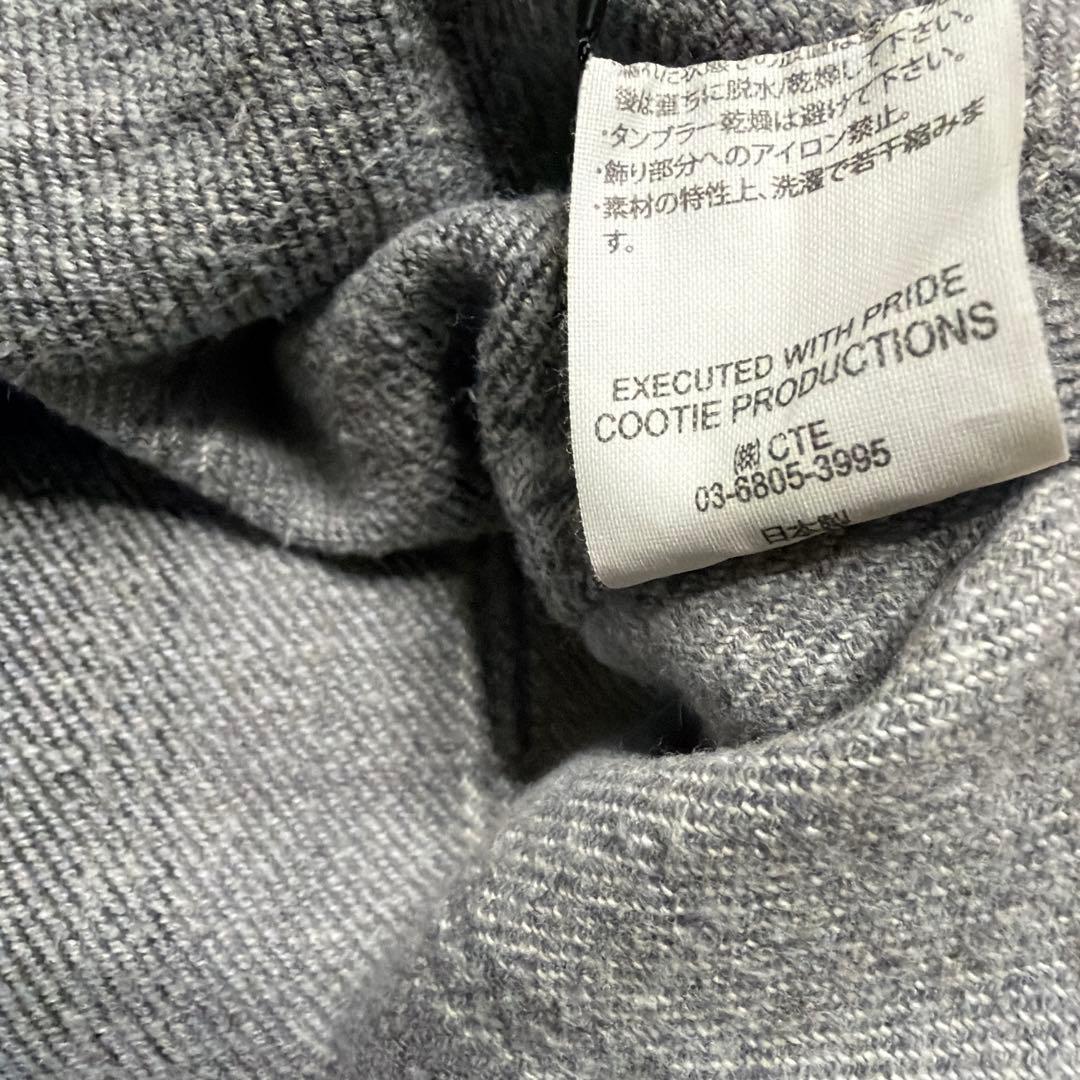 後は直ちに脱水/乾燥して下さい。
・タンブラー乾燥は避けて下さい。
・飾り部分へのアイロン禁止。
・素材の特性上、洗濯で若干縮みま
す。
EXECUTED WITH PRIDE
COOTIE PRODUCTIONS
㈱ CTE
03-6805-3995
日本製